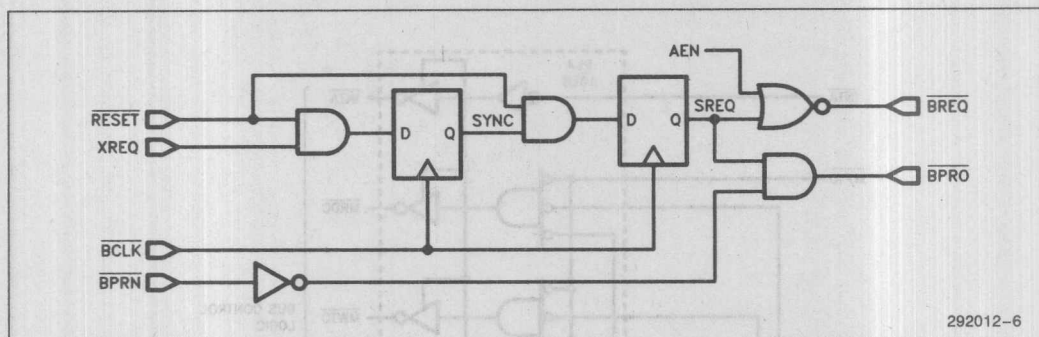 AEN
D Q SYNC
D Q SREQ
RESET
XREQ
BREQ
BPRO
BCLK
BPRN
292012-6